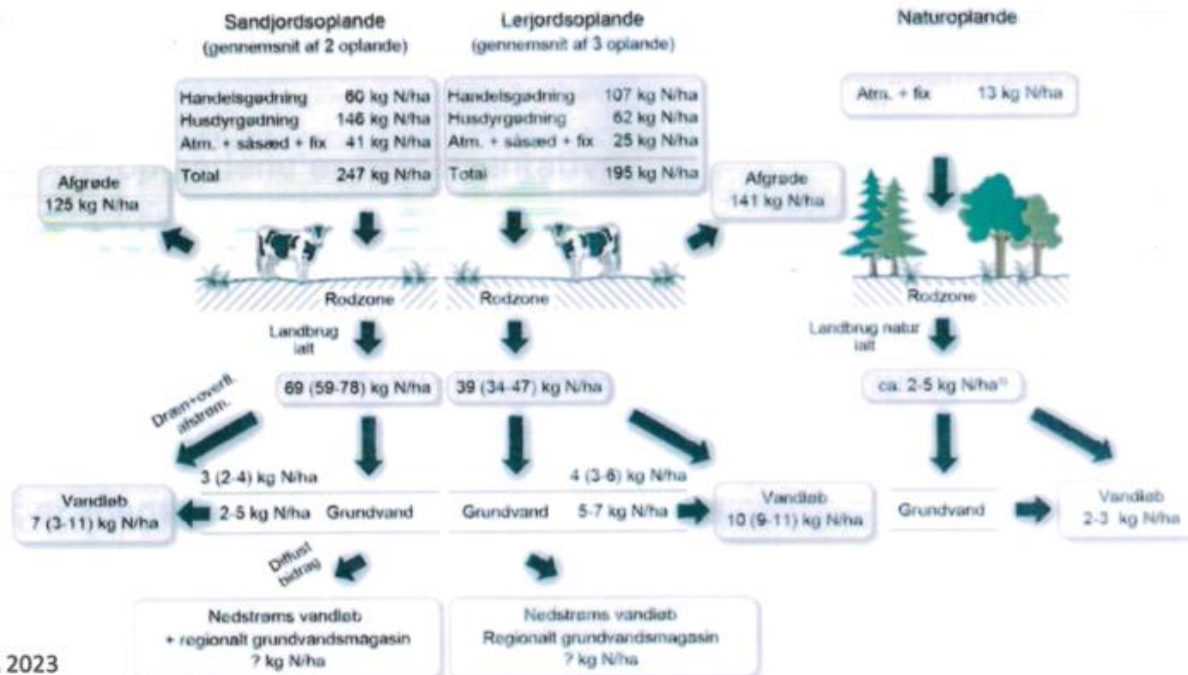 Sandjordsoplande
(gennemsnit af 2 oplande)
Handelsgødning 60 kg N/ha
Husdyrgødning 146 kg N/ha
Atm. + såsæd + fix 41 kg N/ha
Total 247 kg N/ha
Afgrøde
125 kg N/ha
Lerjordsoplande
(gennemsnit af 3 oplande)
Handelsgødning 107 kg N/ha
Husdyrgødning 62 kg N/ha
Atm. + såsæd + fix 25 kg N/ha
Total 195 kg N/ha
Afgrøde
141 kg N/ha
Naturoplande
Atm. + fix 13 kg N/ha
Rodzone
Rodzone
Rodzone
Landbrug
ialt
Landbrug natur
ialt
69 (59-78) kg N/ha
39 (34-47) kg N/ha
ca. 2-5 kg N/ha
Dræn+overfl.
afstrøm.
3 (2-4) kg N/ha
4 (3-6) kg N/ha
Vandløb
7 (3-11) kg N/ha
2-5 kg N/ha Grundvand
Grundvand 5-7 kg N/ha
Vandløb
10 (9-11) kg N/ha
Grundvand
Vandløb
2-3 kg N/ha
Diffust
bidrag
Nedstrøms vandløb
+ regionalt grundvandsmagasin
? kg N/ha
Nedstrøms vandløb
Regionalt grundvandsmagasin
? kg N/ha
2023